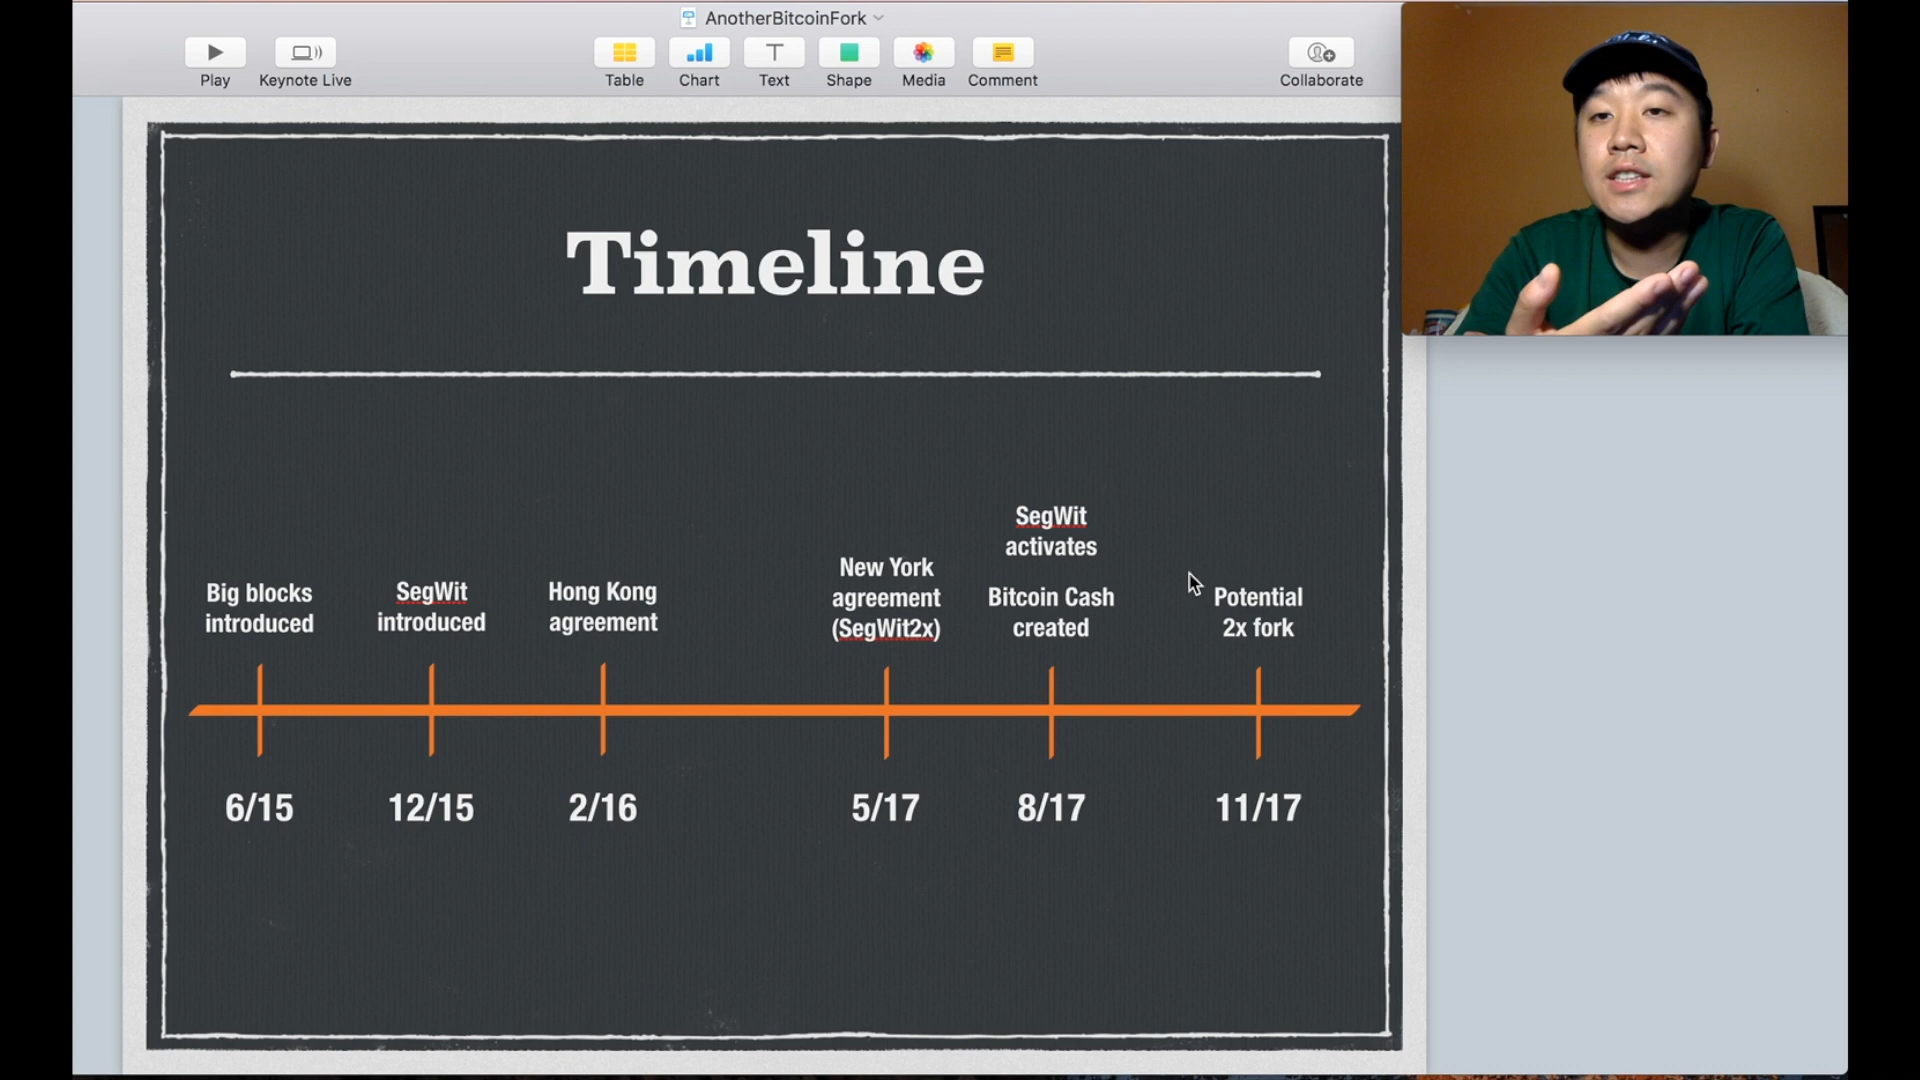 AnotherBitcoinFork
Play
Keynote Live
Table
Chart
Text
Shape
Media
Comment
Collaborate
Timeline
Big blocks
introduced
SegWit
introduced
Hong Kong
agreement
New York
agreement
(SegWit2x)
SegWit
activates
Bitcoin Cash
created
Potential
2x fork
6/15
12/15
2/16
5/17
8/17
11/17